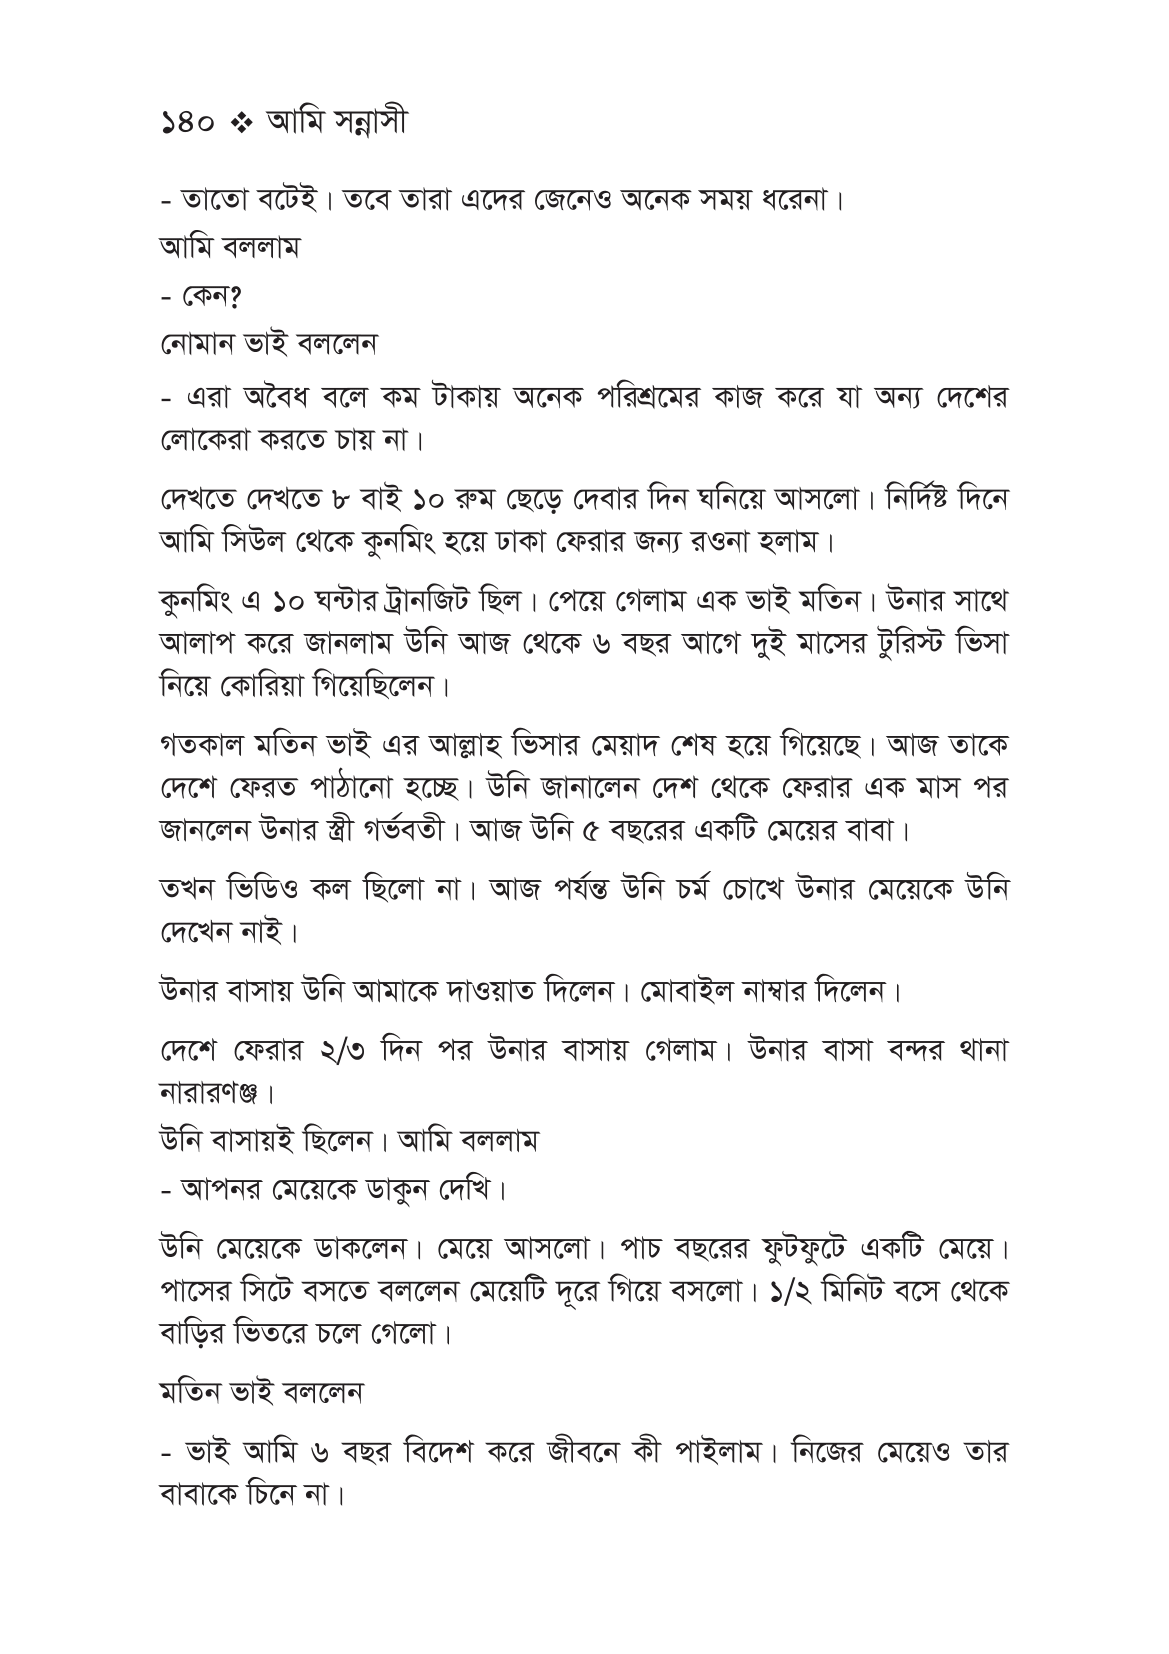 ১৪০ ❖ আমি সন্নাসী
- তাতো বটেই। তবে তারা এদের জেনেও অনেক সময় ধরেনা।
আমি বললাম
- কেন?
নোমান ভাই বললেন
- এরা অবৈধ বলে কম টাকায় অনেক পরিশ্রমের কাজ করে যা অন্য দেশের
লোকেরা করতে চায় না।
দেখতে দেখতে ৮ বাই ১০ রুম ছেড়ে দেবার দিন ঘনিয়ে আসলো। নির্দিষ্ট দিনে
আমি সিউল থেকে কুনমিং হয়ে ঢাকা ফেরার জন্য রওনা হলাম।
কুনমিং এ ১০ ঘন্টার ট্রানজিট ছিল। পেয়ে গেলাম এক ভাই মতিন। উনার সাথে
আলাপ করে জানলাম উনি আজ থেকে ৬ বছর আগে দুই মাসের টুরিস্ট ভিসা
নিয়ে কোরিয়া গিয়েছিলেন।
গতকাল মতিন ভাই এর আল্লাহ ভিসার মেয়াদ শেষ হয়ে গিয়েছে। আজ তাকে
দেশে ফেরত পাঠানো হচ্ছে। উনি জানালেন দেশ থেকে ফেরার এক মাস পর
জানলেন উনার স্ত্রী গর্ভবতী। আজ উনি ৫ বছরের একটি মেয়ের বাবা।
তখন ভিডিও কল ছিলো না। আজ পর্যন্ত উনি চর্ম চোখে উনার মেয়েকে উনি
দেখেন নাই।
উনার বাসায় উনি আমাকে দাওয়াত দিলেন। মোবাইল নাম্বার দিলেন।
দেশে ফেরার ২/৩ দিন পর উনার বাসায় গেলাম। উনার বাসা বন্দর থানা
নারারণঞ্জ।
উনি বাসায়ই ছিলেন। আমি বললাম
- আপনর মেয়েকে ডাকুন দেখি।
উনি মেয়েকে ডাকলেন। মেয়ে আসলো। পাচ বছরের ফুটফুটে একটি মেয়ে।
পাসের সিটে বসতে বললেন মেয়েটি দূরে গিয়ে বসলো। ১/২ মিনিট বসে থেকে
বাড়ির ভিতরে চলে গেলো।
মতিন ভাই বললেন
- ভাই আমি ৬ বছর বিদেশ করে জীবনে কী পাইলাম। নিজের মেয়েও তার
বাবাকে চিনে না।